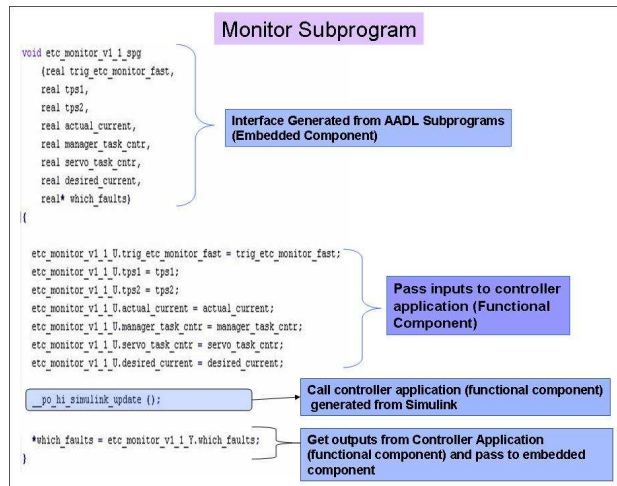 Monitor Subprogram
void etc_monitor_v1_1_spg
(real trig_etc_monitor_fast,
real tps1,
real tps2,
real actual_current,
real manager_task_cntr,
real servo_task_cntr,
real desired_current,
real* which_faults)
{
Interface Generated from AADL Subprograms
(Embedded Component)
etc_monitor_v1_1_U.trig_etc_monitor_fast = trig_etc_monitor_fast;
etc_monitor_v1_1_U.tps1 = tps1;
etc_monitor_v1_1_U.tps2 = tps2;
etc_monitor_v1_1_U.actual_current = actual_current;
etc_monitor_v1_1_U.manager_task_cntr = manager_task_cntr;
etc_monitor_v1_1_U.servo_task_cntr = servo_task_cntr;
etc_monitor_v1_1_U.desired_current = desired_current;
Pass inputs to controller
application (Functional
Component)
__po_hi_simulink_update ();
Call controller application (functional component)
generated from Simulink
*which_faults = etc_monitor_v1_1_Y.which_faults;
}
Get outputs from Controller Application
(functional component) and pass to embedded
component